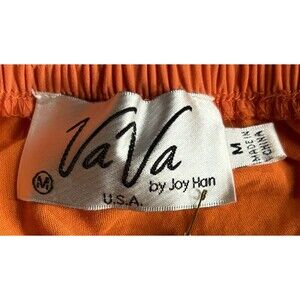 VaVa
by Joy Han
M
U.S.A.
M
MADE IN
CHINA